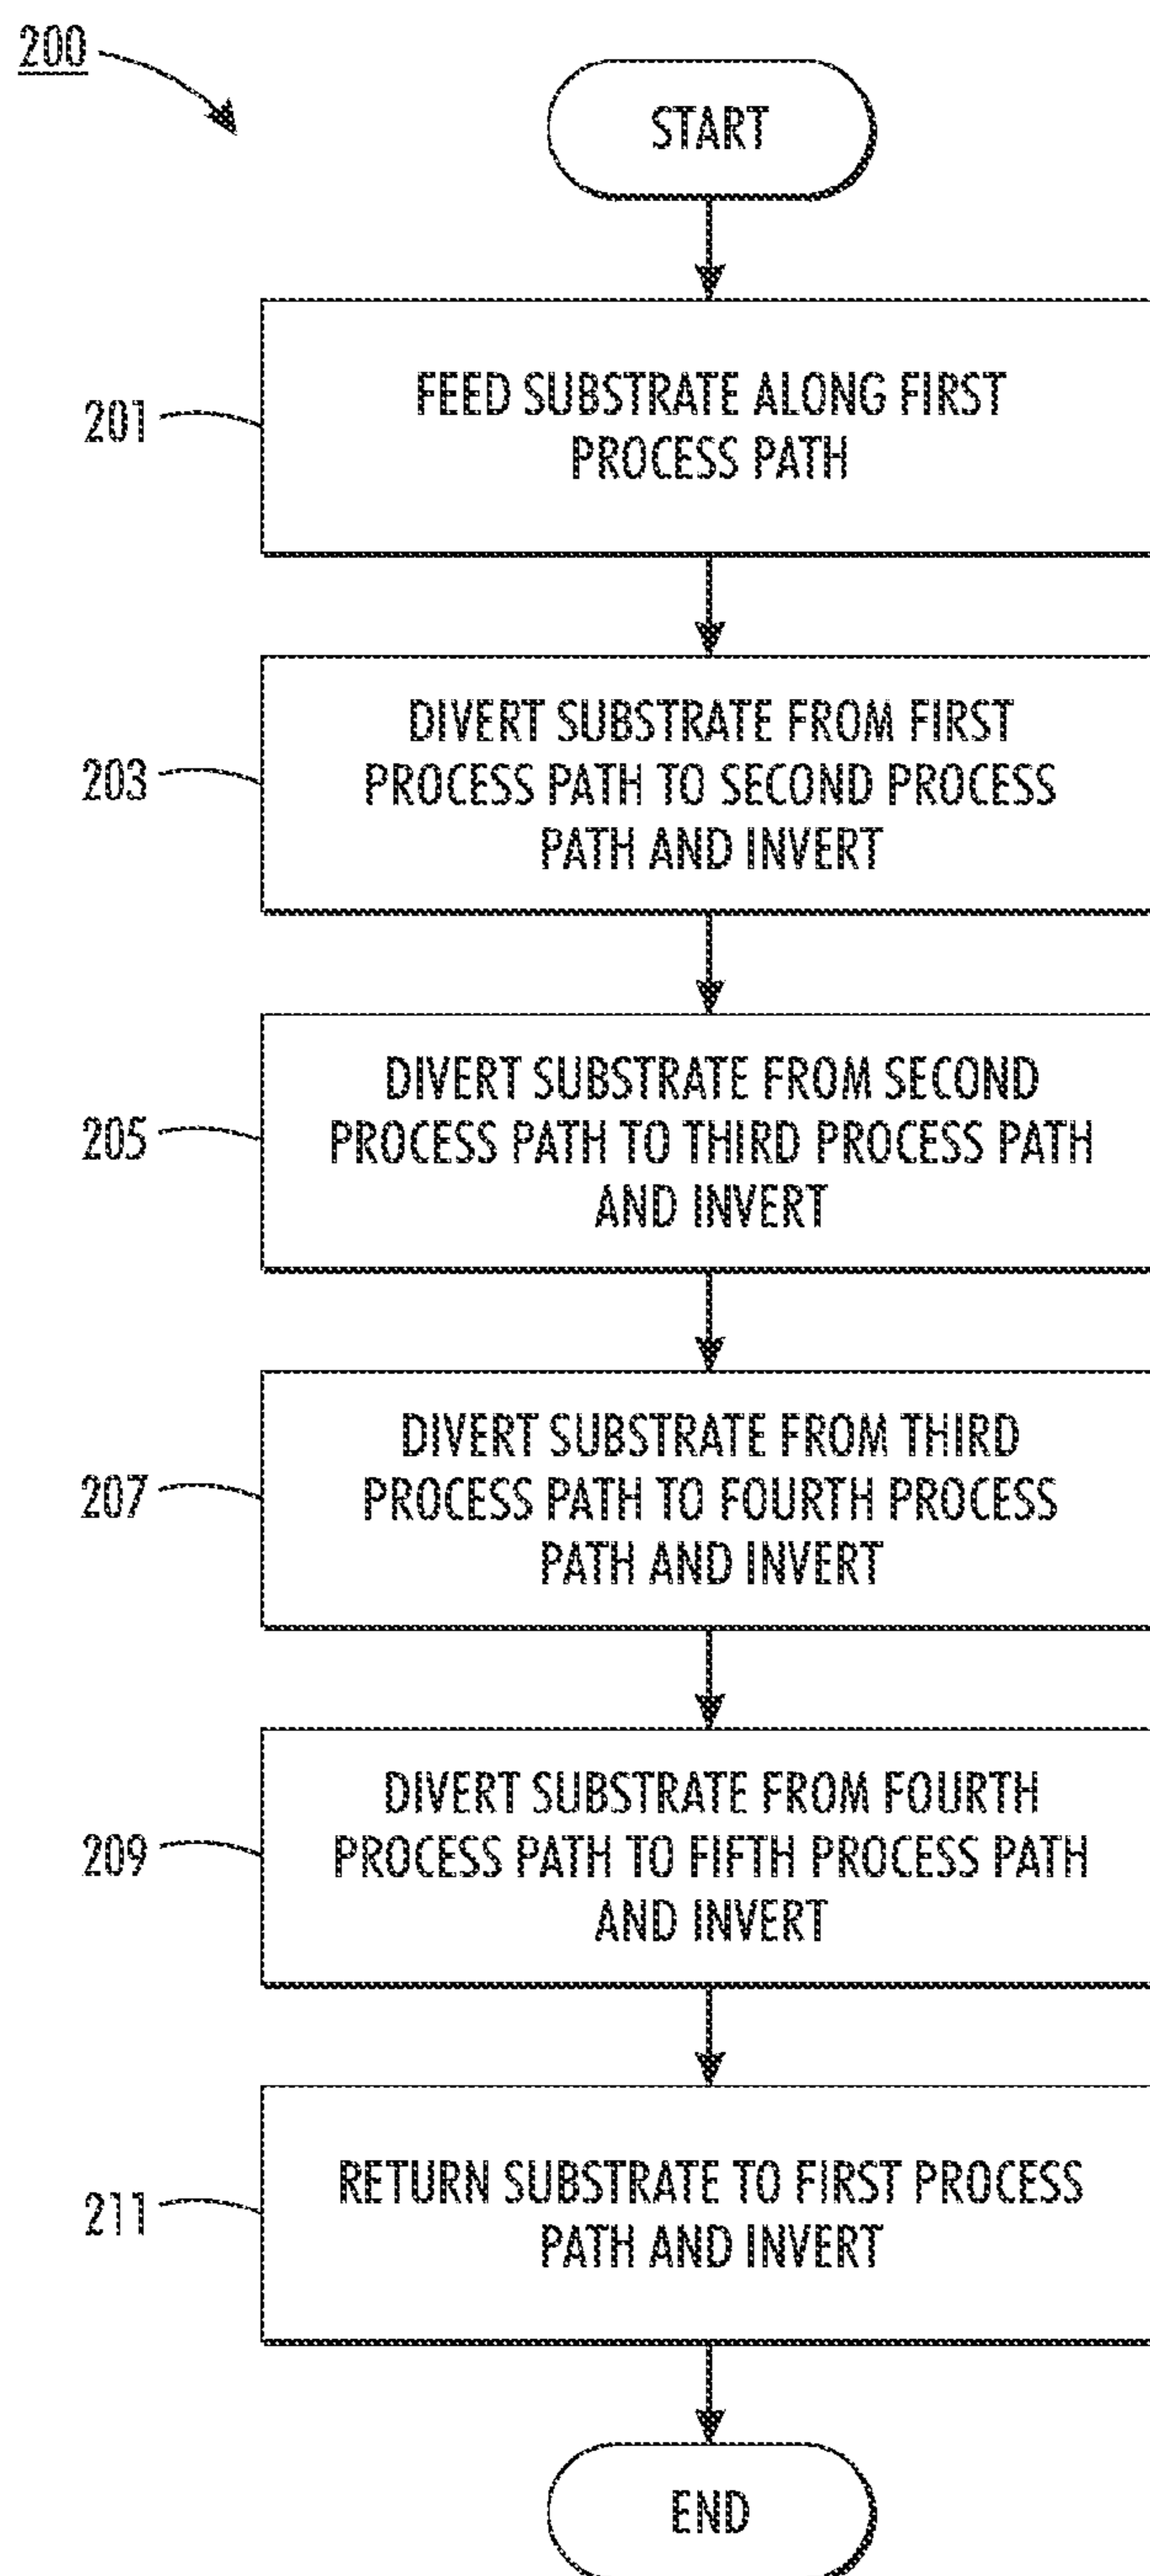 200
START
201
FEED SUBSTRATE ALONG FIRST
PROCESS PATH
203
DIVERT SUBSTRATE FROM FIRST
PROCESS PATH TO SECOND PROCESS
PATH AND INVERT
205
DIVERT SUBSTRATE FROM SECOND
PROCESS PATH TO THIRD PROCESS PATH
AND INVERT
207
DIVERT SUBSTRATE FROM THIRD
PROCESS PATH TO FOURTH PROCESS
PATH AND INVERT
209
DIVERT SUBSTRATE FROM FOURTH
PROCESS PATH TO FIFTH PROCESS PATH
AND INVERT
211
RETURN SUBSTRATE TO FIRST PROCESS
PATH AND INVERT
END